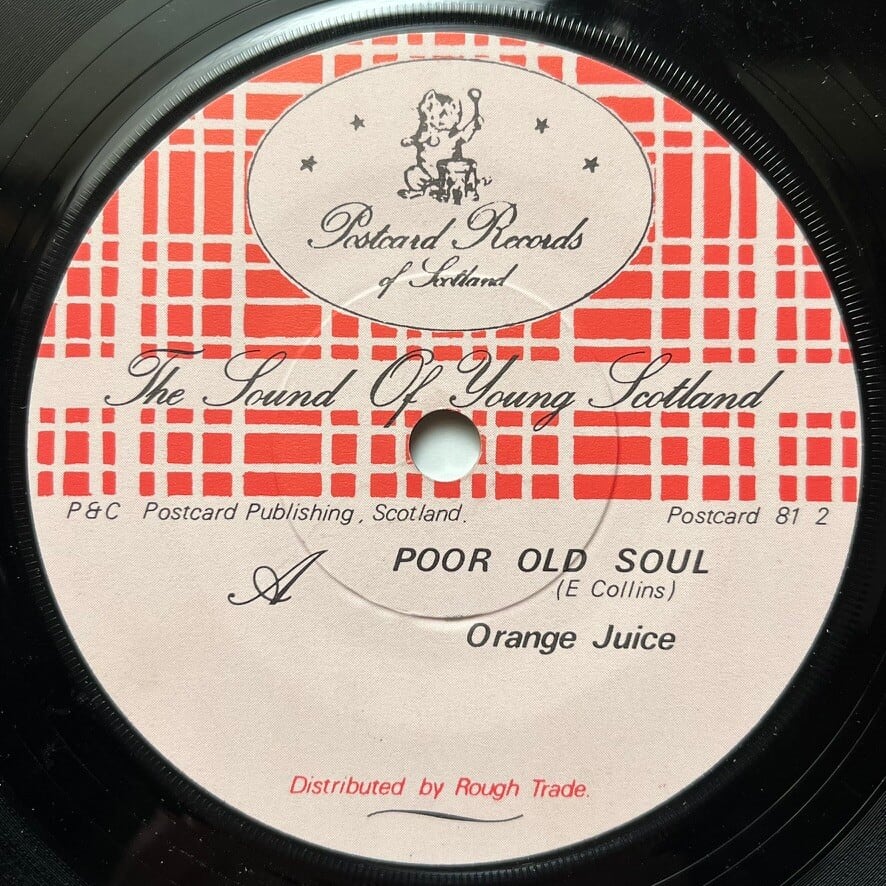 Postcard Records
of Scotland
The Sound Of Young Scotland
P & C Postcard Publishing, Scotland.
Postcard 81 2
A
POOR OLD SOUL
(E Collins)
Orange Juice
Distributed by Rough Trade.